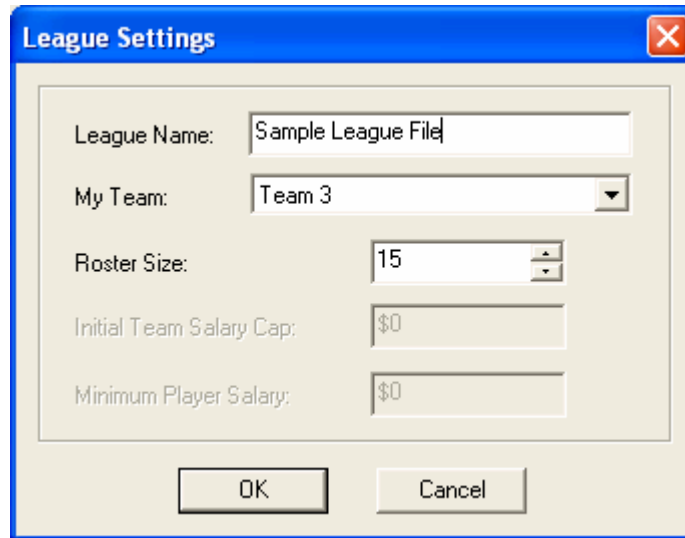 League Settings
League Name: Sample League File
My Team: Team 3
Roster Size: 15
Initial Team Salary Cap: $0
Minimum Player Salary: $0
OK Cancel